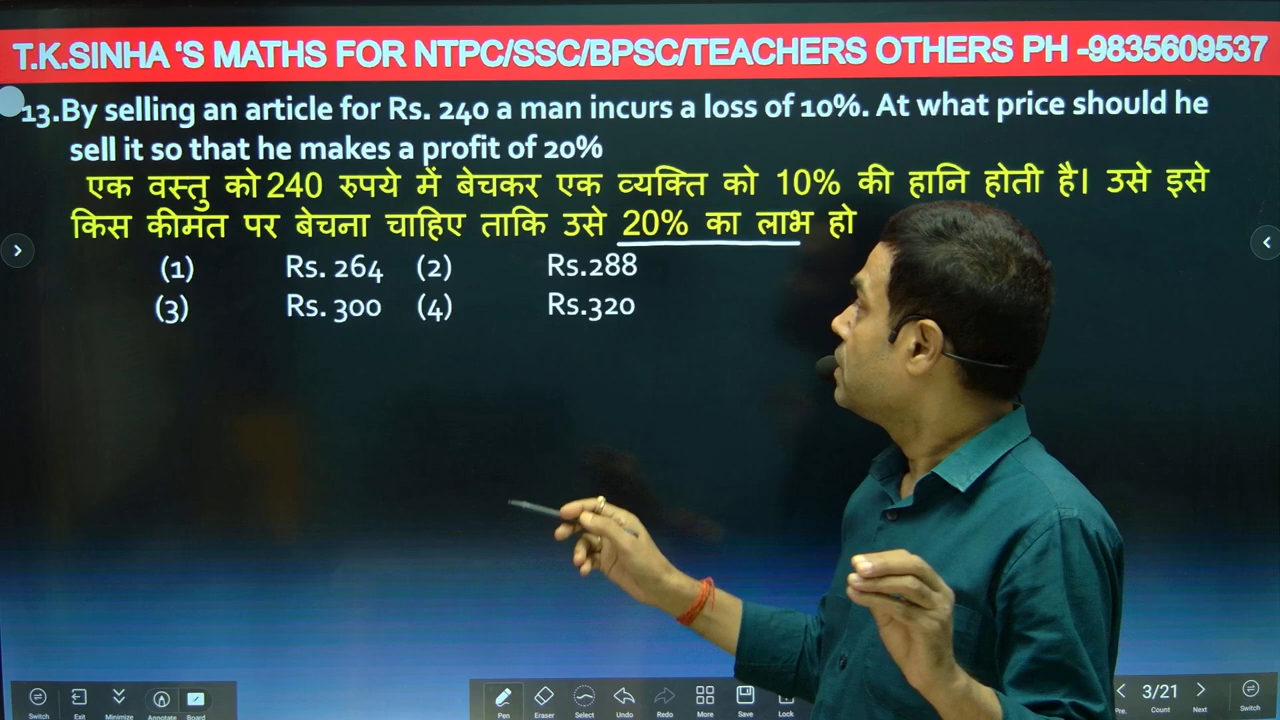 T.K.SINHA ‘S MATHS FOR NTPC/SSC/BPSC/TEACHERS OTHERS PH -9835609537
13.By selling an article for Rs. 240 a man incurs a loss of 10%. At what price should he
sell it so that he makes a profit of 20%
एक वस्तु को 240 रुपये में बेचकर एक व्यक्ति को 10% की हानि होती है। उसे इसे
किस कीमत पर बेचना चाहिए ताकि उसे 20% का लाभ हो
(1) Rs. 264 (2) Rs.288
(3) Rs. 300 (4) Rs.320
Switch Exit Minimize Annotate Board Pen Eraser Select Undo Redo More Save Lock Pre. 3/21 Count Next Switch